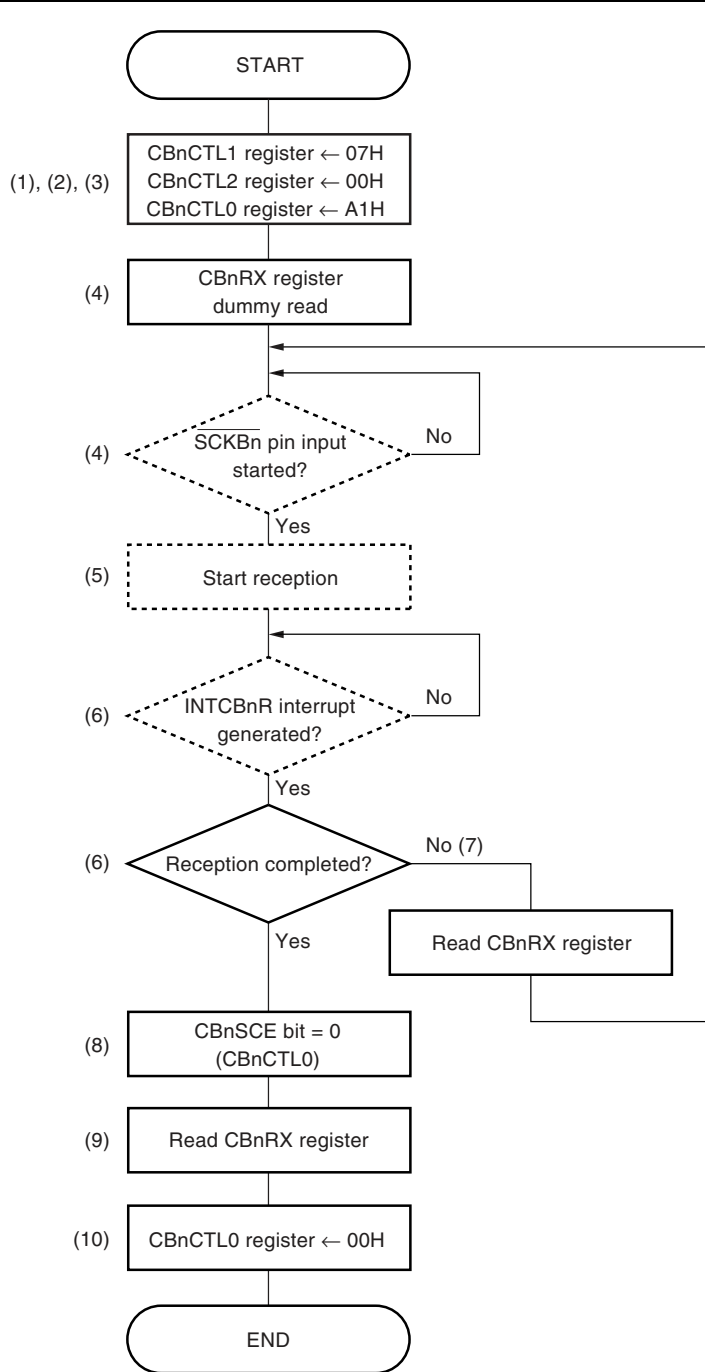 START
(1), (2), (3)
CBnCTL1 register ← 07H
CBnCTL2 register ← 00H
CBnCTL0 register ← A1H
(4)
CBnRX register
dummy read
(4)
SCKBn pin input
started?
No
Yes
(5)
Start reception
(6)
INTCBnR interrupt
generated?
No
Yes
(6)
Reception completed?
No (7)
Yes
Read CBnRX register
(8)
CBnSCE bit = 0
(CBnCTL0)
(9)
Read CBnRX register
(10)
CBnCTL0 register ← 00H
END